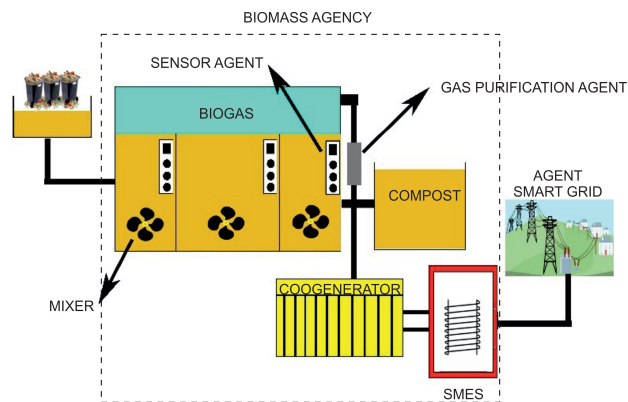 BIOMASS AGENCY
SENSOR AGENT
GAS PURIFICATION AGENT
BIOGAS
AGENT
SMART GRID
COMPOST
COOGENERATOR
MIXER
SMES